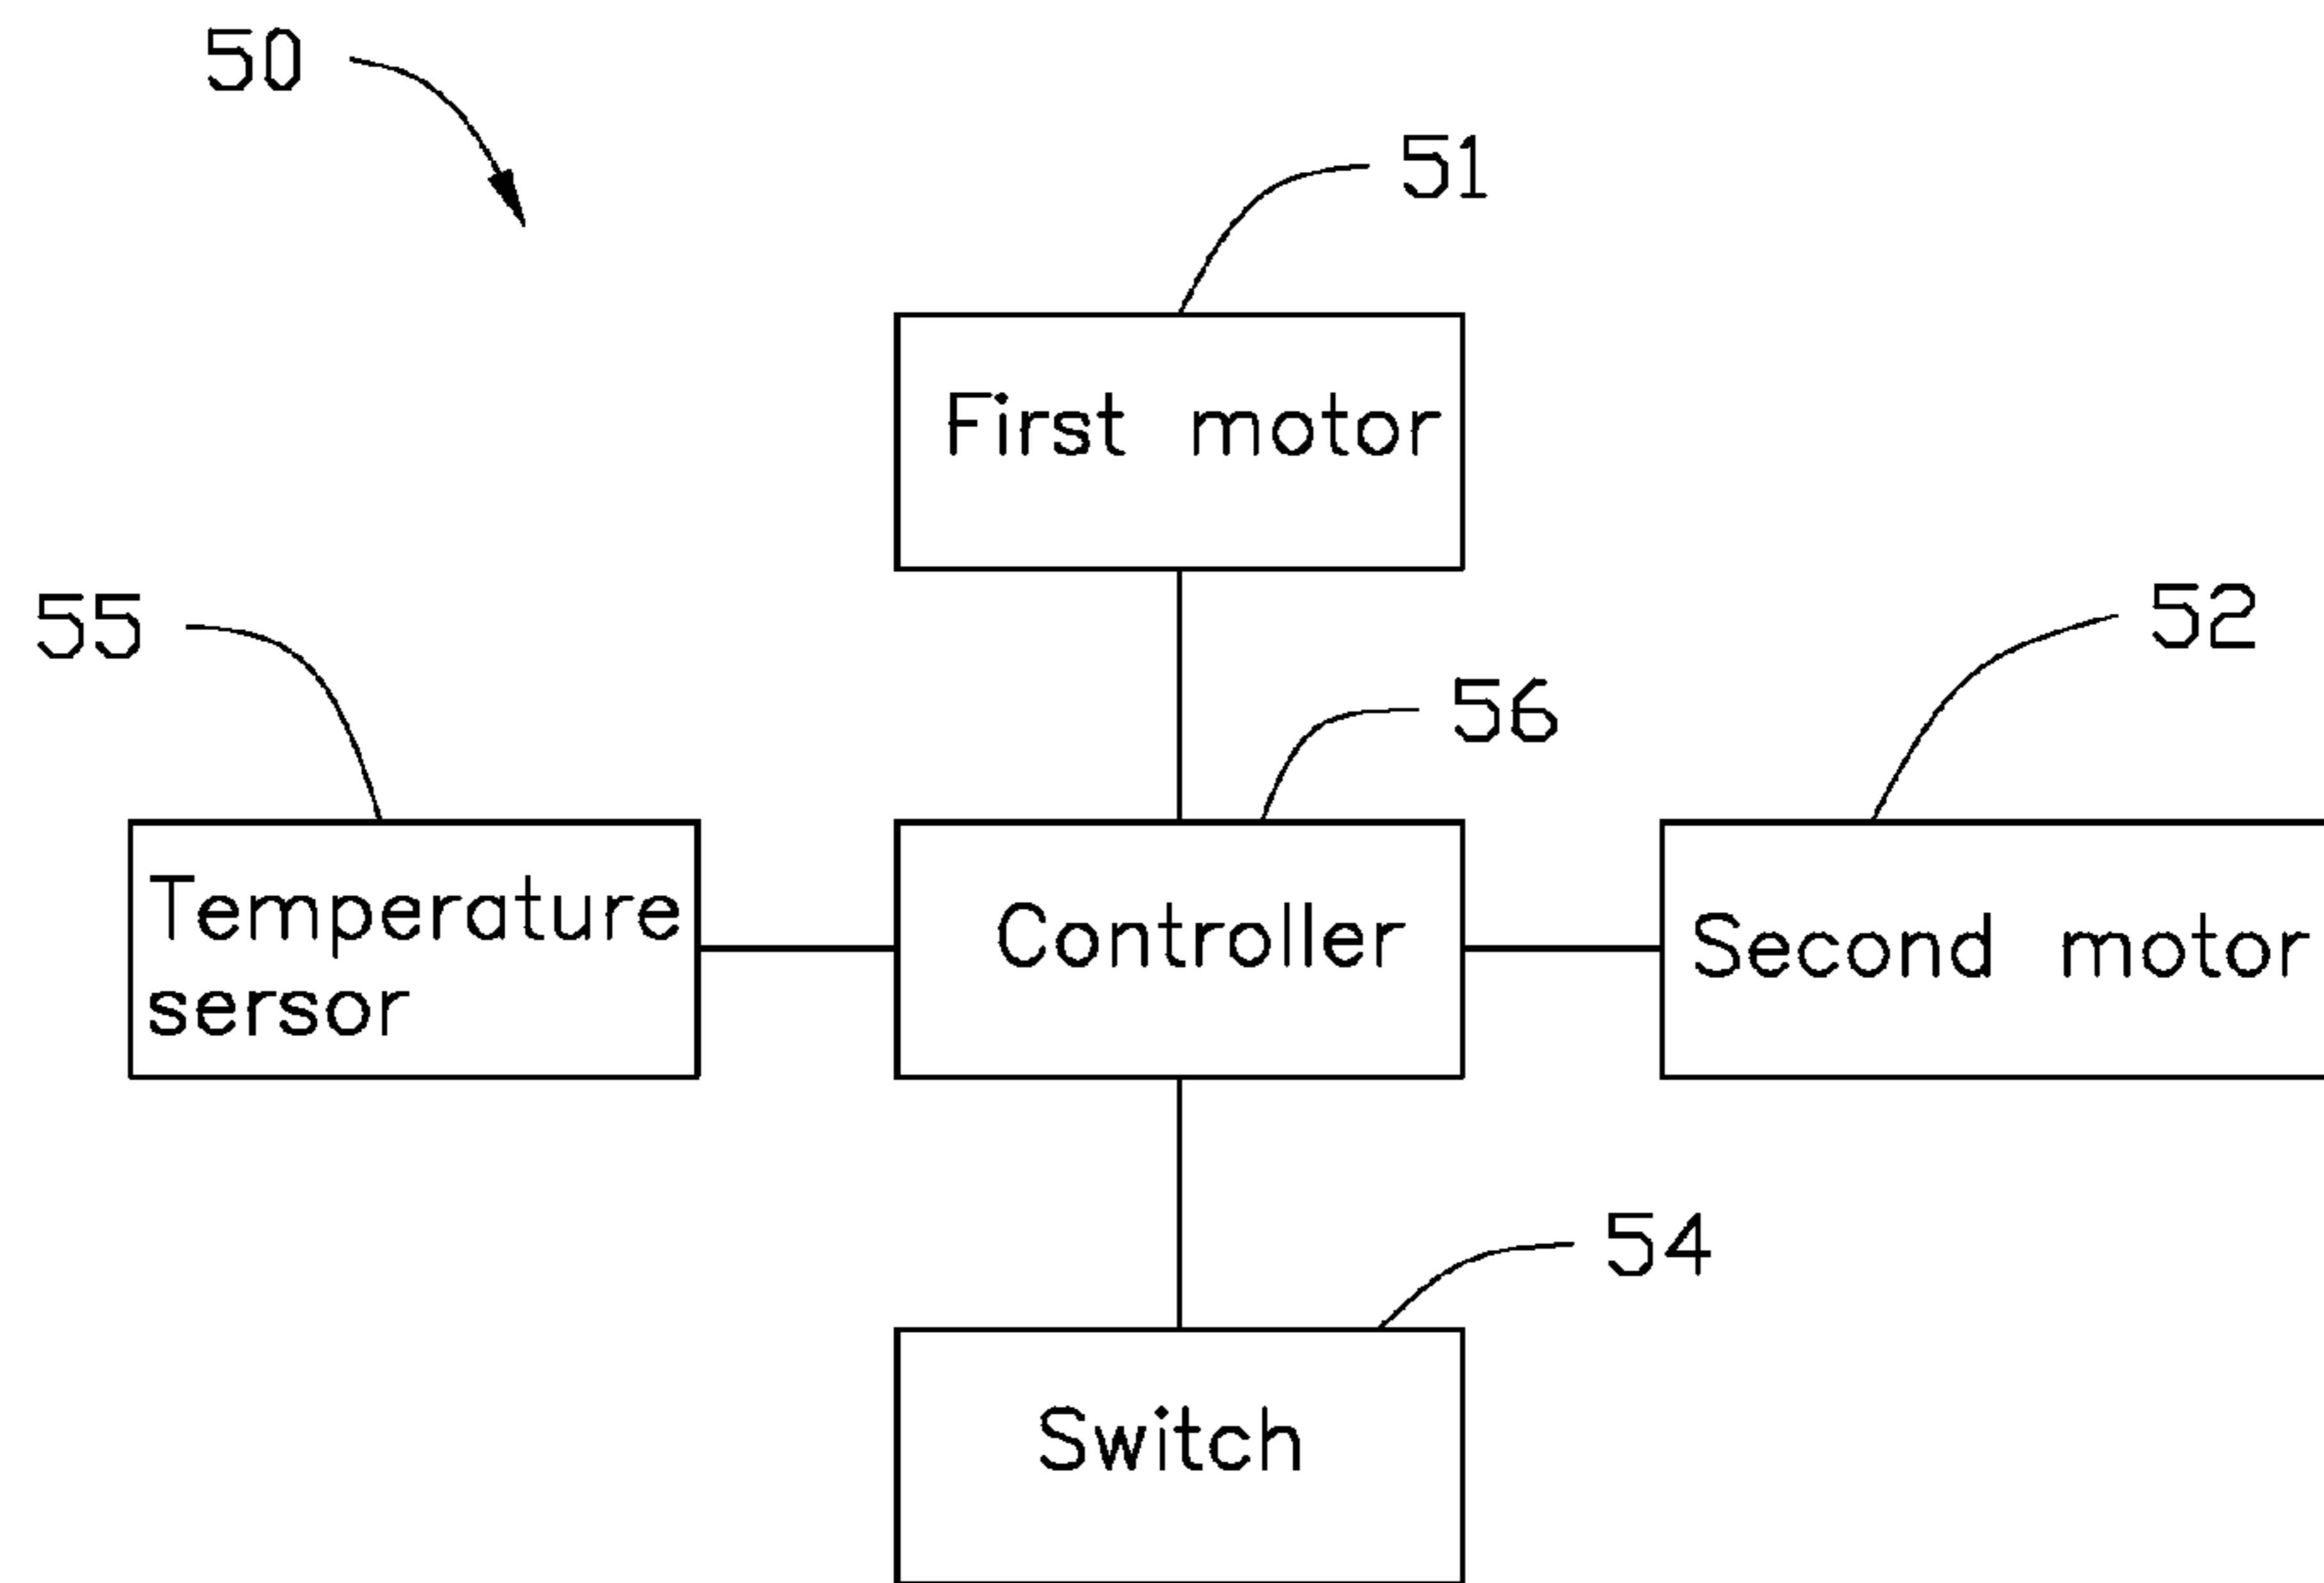 50
51
First motor
55
52
56
Temperature
sersor
Controller
Second motor
54
Switch